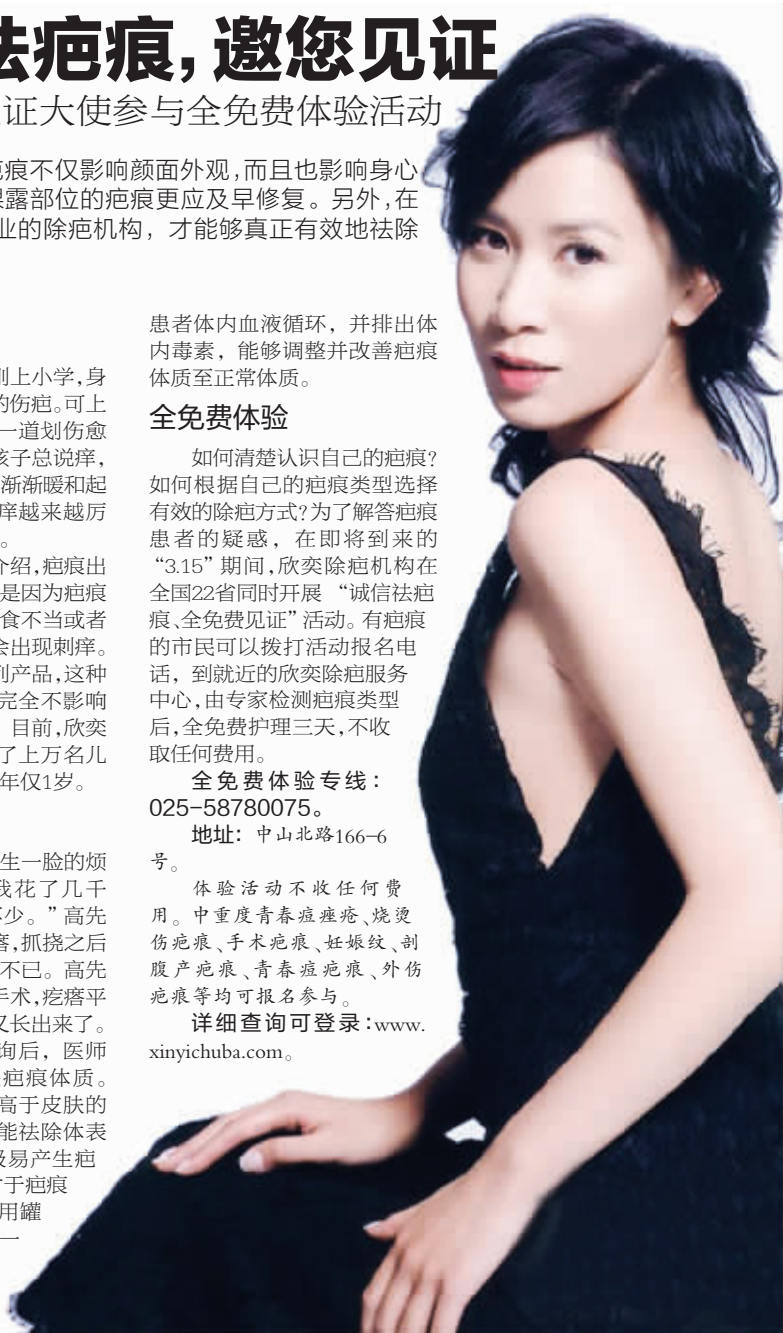 祛疤痕，邀您见证
证大使参与全免费体验活动
疤痕不仅影响颜面外观，而且也影响身心
裸露部位的疤痕更应及早修复。另外，在
业的除疤机构，才能够真正有效地祛除
刚上小学，身
的伤疤。可上
一道划伤愈
孩子总说痒，
渐渐暖和起
痒越来越厉
。
介绍，疤痕出
是因为疤痕
食不当或者
会出现刺痒。
列产品，这种
完全不影响
目前，欣奕
了上万名儿
年仅1岁。
生一脸的烦
我花了几千
不少。”高先
瘩，抓挠之后
不已。高先
手术，疙瘩平
又长出来了。
询后，医师
疤痕体质。
高于皮肤的
能祛除体表
极易产生疤
于疤痕
用罐
一
患者体内血液循环，并排出体
内毒素，能够调整并改善疤痕
体质至正常体质。
全免费体验
如何清楚认识自己的疤痕？
如何根据自己的疤痕类型选择
有效的除疤方式？为了解答疤痕
患者的疑惑，在即将到来的
“3.15”期间，欣奕除疤机构在
全国22省同时开展“诚信祛疤
痕、全免费见证”活动。有疤痕
的市民可以拨打活动报名电
话，到就近的欣奕除疤服务
中心，由专家检测疤痕类型
后，全免费护理三天，不收
取任何费用。
全免费体验专线：
025-58780075。
地址：中山北路166-6
号。
体验活动不收任何费
用。中重度青春痘痤疮、烧烫
伤疤痕、手术疤痕、妊娠纹、剖
腹产疤痕、青春痘疤痕、外伤
疤痕等均可报名参与。
详细查询可登录：www.
xinyichuba.com。